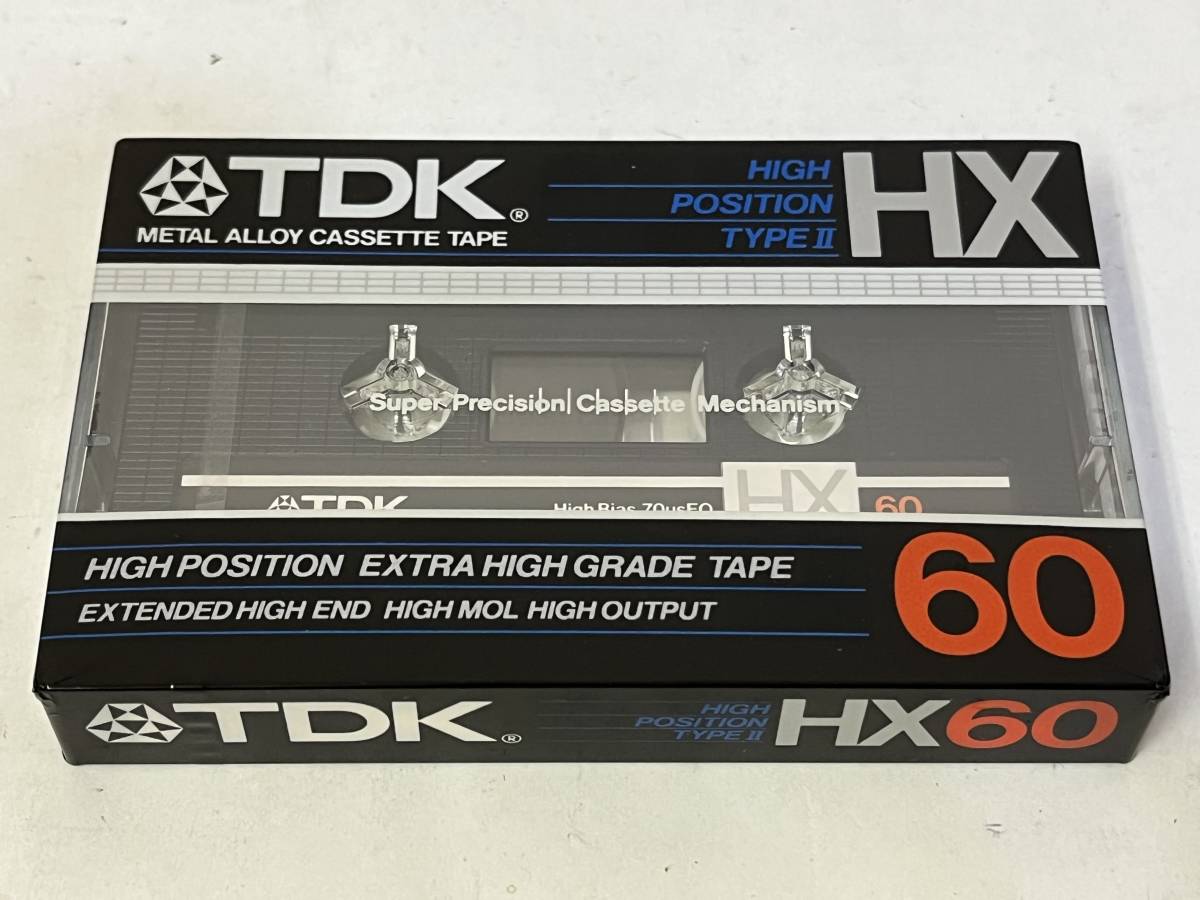 TDK®
METAL ALLOY CASSETTE TAPE
HIGH
POSITION
TYPE II
HX
Super Precision Cassette Mechanism
TDK
High Bias 70μsEQ
HX
60
HIGH POSITION EXTRA HIGH GRADE TAPE
EXTENDED HIGH END HIGH MOL HIGH OUTPUT
60
TDK®
HIGH
POSITION
TYPE II
HX60